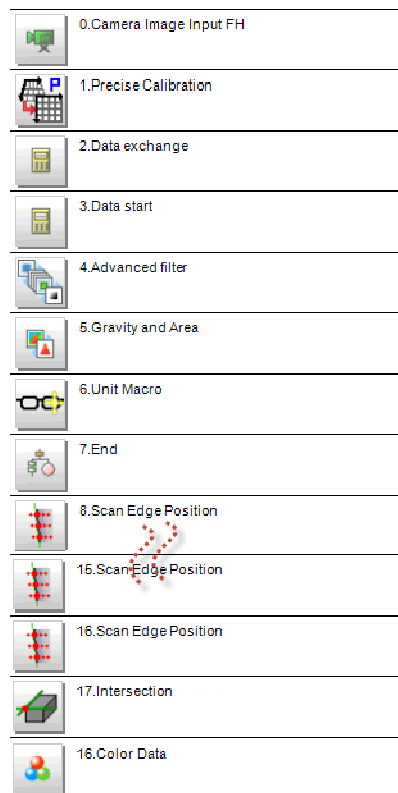 0.Camera Image Input FH
P
1.Precise Calibration
2.Data exchange
3.Data start
4.Advanced filter
5.Gravity and Area
6.Unit Macro
7.End
8.Scan Edge Position
15.Scan Edge Position
16.Scan Edge Position
17.Intersection
16.Color Data